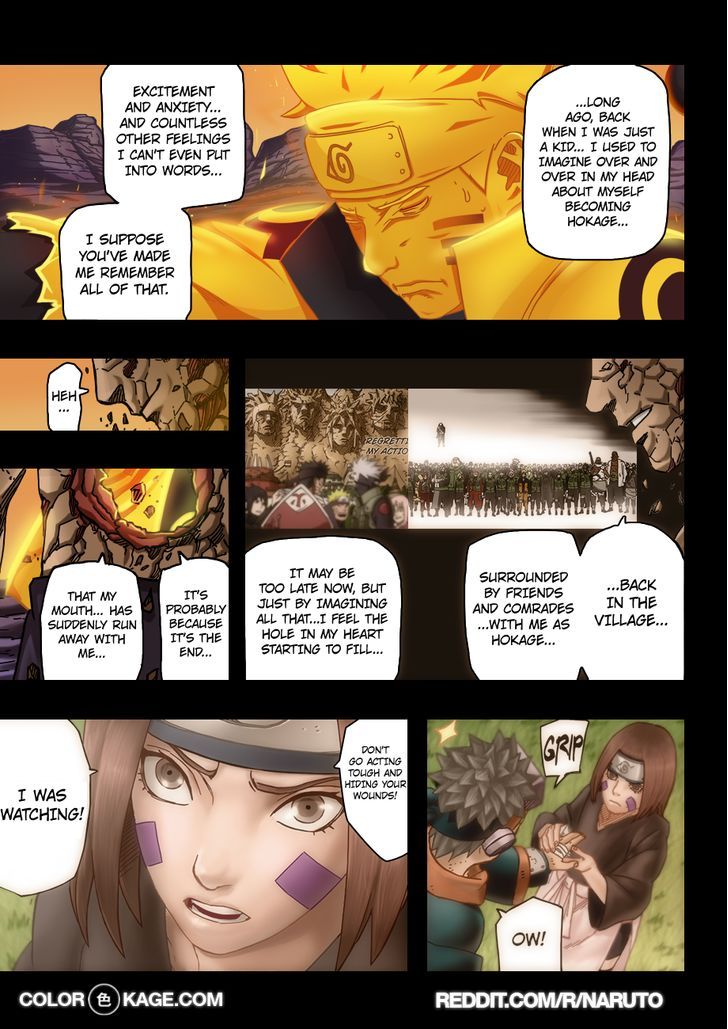 ...LONG
AGO, BACK
WHEN I WAS JUST
A KID... I USED TO
IMAGINE OVER AND
OVER IN MY HEAD
ABOUT MYSELF
BECOMING
HOKAGE...
EXCITEMENT
AND ANXIETY...
AND COUNTLESS
OTHER FEELINGS
I CAN'T EVEN PUT
INTO WORDS...
I SUPPOSE
YOU'VE MADE
ME REMEMBER
ALL OF THAT.
...BACK
IN THE
VILLAGE...
SURROUNDED
BY FRIENDS
AND COMRADES
...WITH ME AS
HOKAGE...
REGRETTI
MY ACTIO
IT MAY BE
TOO LATE NOW, BUT
JUST BY IMAGINING
ALL THAT...I FEEL THE
HOLE IN MY HEART
STARTING TO FILL...
HEH
...
IT'S
PROBABLY
BECAUSE
IT'S THE
END...
THAT MY
MOUTH... HAS
SUDDENLY RUN
AWAY WITH
ME...
GRIP
OW!
DON'T
GO ACTING
TOUGH AND
HIDING YOUR
WOUNDS!
I WAS
WATCHING!
COLOR 色 KAGE.COM
REDDIT.COM/R/NARUTO